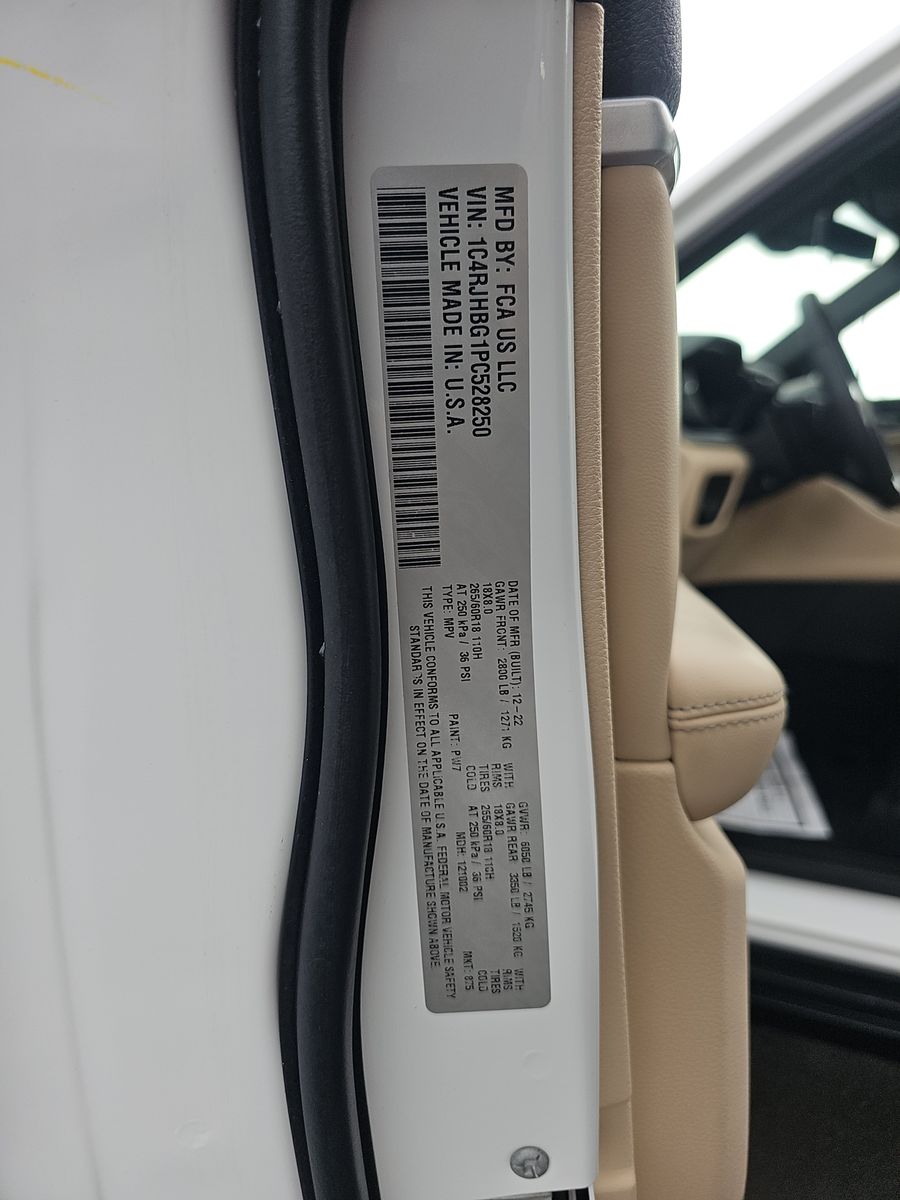 MFD BY: FCA US LLC
VIN: 1C4RJHBG1PC528250
VEHICLE MADE IN: U.S.A.
DATE OF MFR (BUILT): 12-22 GVWR: 6050 LB / 2745 KG
GAWR FRONT: 2800 LB / 1271 KG WITH GAWR REAR 3350 LB / 1520 KG WITH
18X8.0 RIMS 18X8.0 RIMS
265/60R18 110H TIRES 265/60R18 110H TIRES
AT 250 kPa / 36 PSI COLD AT 250 kPa / 36 PSI COLD
TYPE: MPV PAINT: PW7 MDH: 121002 MKT: 875
THIS VEHICLE CONFORMS TO ALL APPLICABLE U.S.A. FEDERAL MOTOR VEHICLE SAFETY
STANDARDS IN EFFECT ON THE DATE OF MANUFACTURE SHOWN ABOVE.